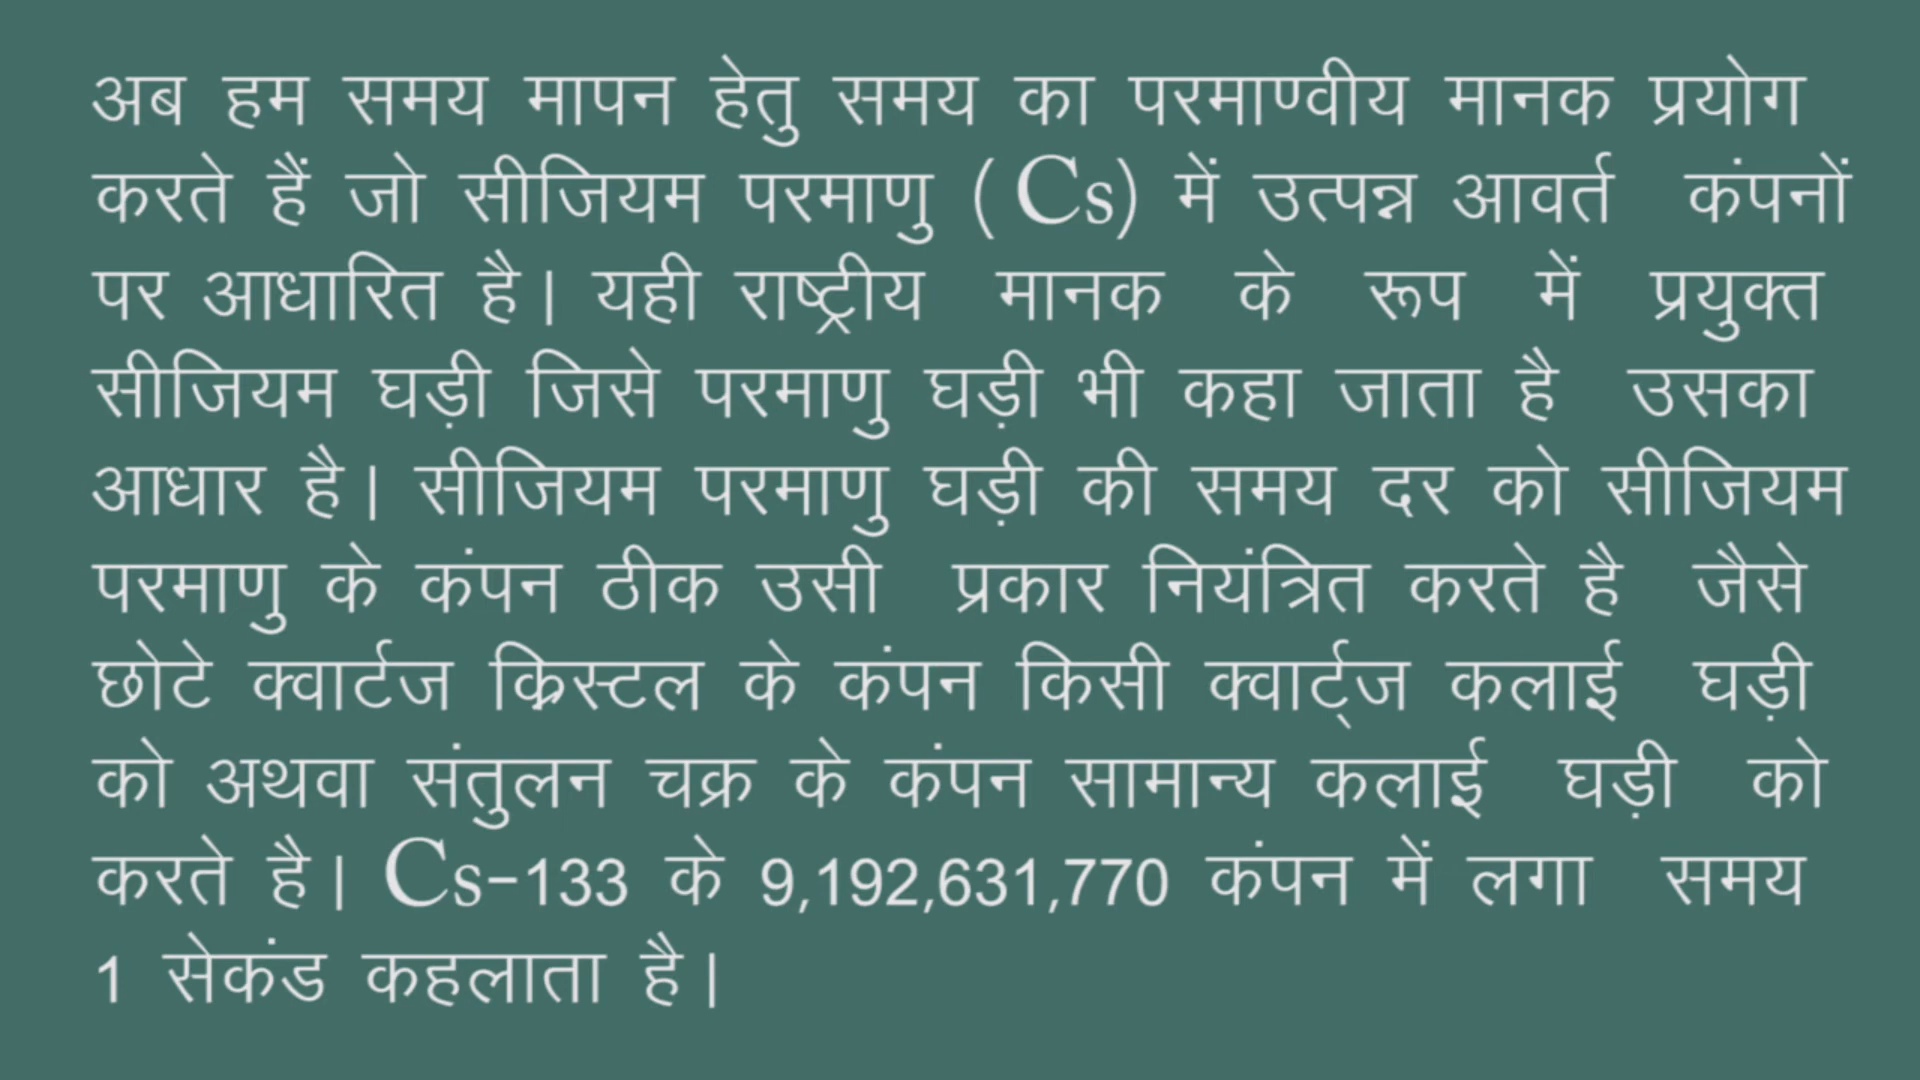 अब हम समय मापन हेतु समय का परमाण्वीय मानक प्रयोग
करते हैं जो सीजियम परमाणु ( Cs) में उत्पन्न आवर्त कंपनों
पर आधारित है। यही राष्ट्रीय मानक के रूप में प्रयुक्त
सीजियम घड़ी जिसे परमाणु घड़ी भी कहा जाता है उसका
आधार है। सीजियम परमाणु घड़ी की समय दर को सीजियम
परमाणु के कंपन ठीक उसी प्रकार नियंत्रित करते है जैसे
छोटे क्वार्टज क्रिस्टल के कंपन किसी क्वार्ट्ज कलाई घड़ी
को अथवा संतुलन चक्र के कंपन सामान्य कलाई घड़ी को
करते है। Cs-133 के 9,192,631,770 कंपन में लगा समय
1 सेकंड कहलाता है।